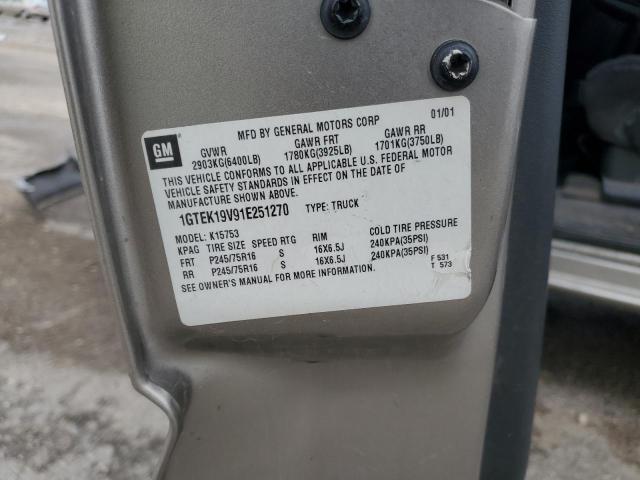 MFD BY GENERAL MOTORS CORP 01/01
GM
GVWR GAWR FRT GAWR RR
2903KG(6400LB) 1780KG(3925LB) 1701KG(3750LB)
THIS VEHICLE CONFORMS TO ALL APPLICABLE U.S. FEDERAL MOTOR
VEHICLE SAFETY STANDARDS IN EFFECT ON THE DATE OF
MANUFACTURE SHOWN ABOVE.
1GTEK19V91E251270 TYPE: TRUCK
MODEL: K15753
KPAG TIRE SIZE SPEED RTG RIM COLD TIRE PRESSURE
FRT P245/75R16 S 16X6.5J 240KPA(35PSI)
RR P245/75R16 S 16X6.5J 240KPA(35PSI)
SEE OWNER'S MANUAL FOR MORE INFORMATION.
F 531
T 573